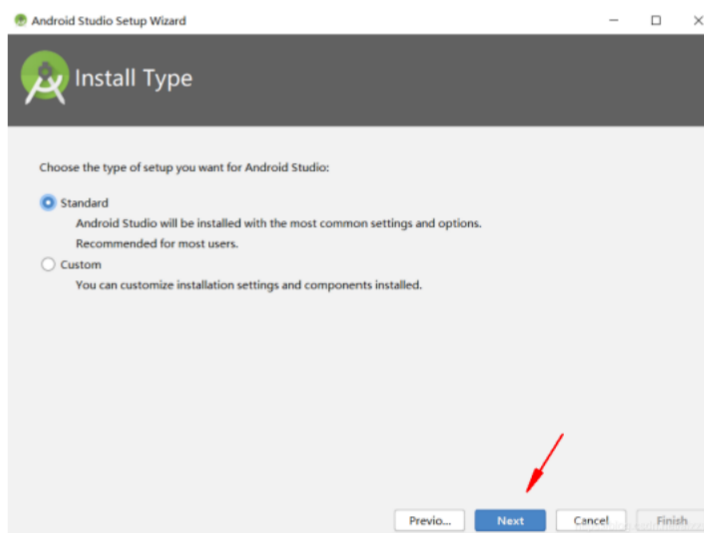 Android Studio Setup Wizard
Install Type
Choose the type of setup you want for Android Studio:
Standard
Android Studio will be installed with the most common settings and options.
Recommended for most users.
Custom
You can customize installation settings and components installed.
Previo... Next Cancel Finish